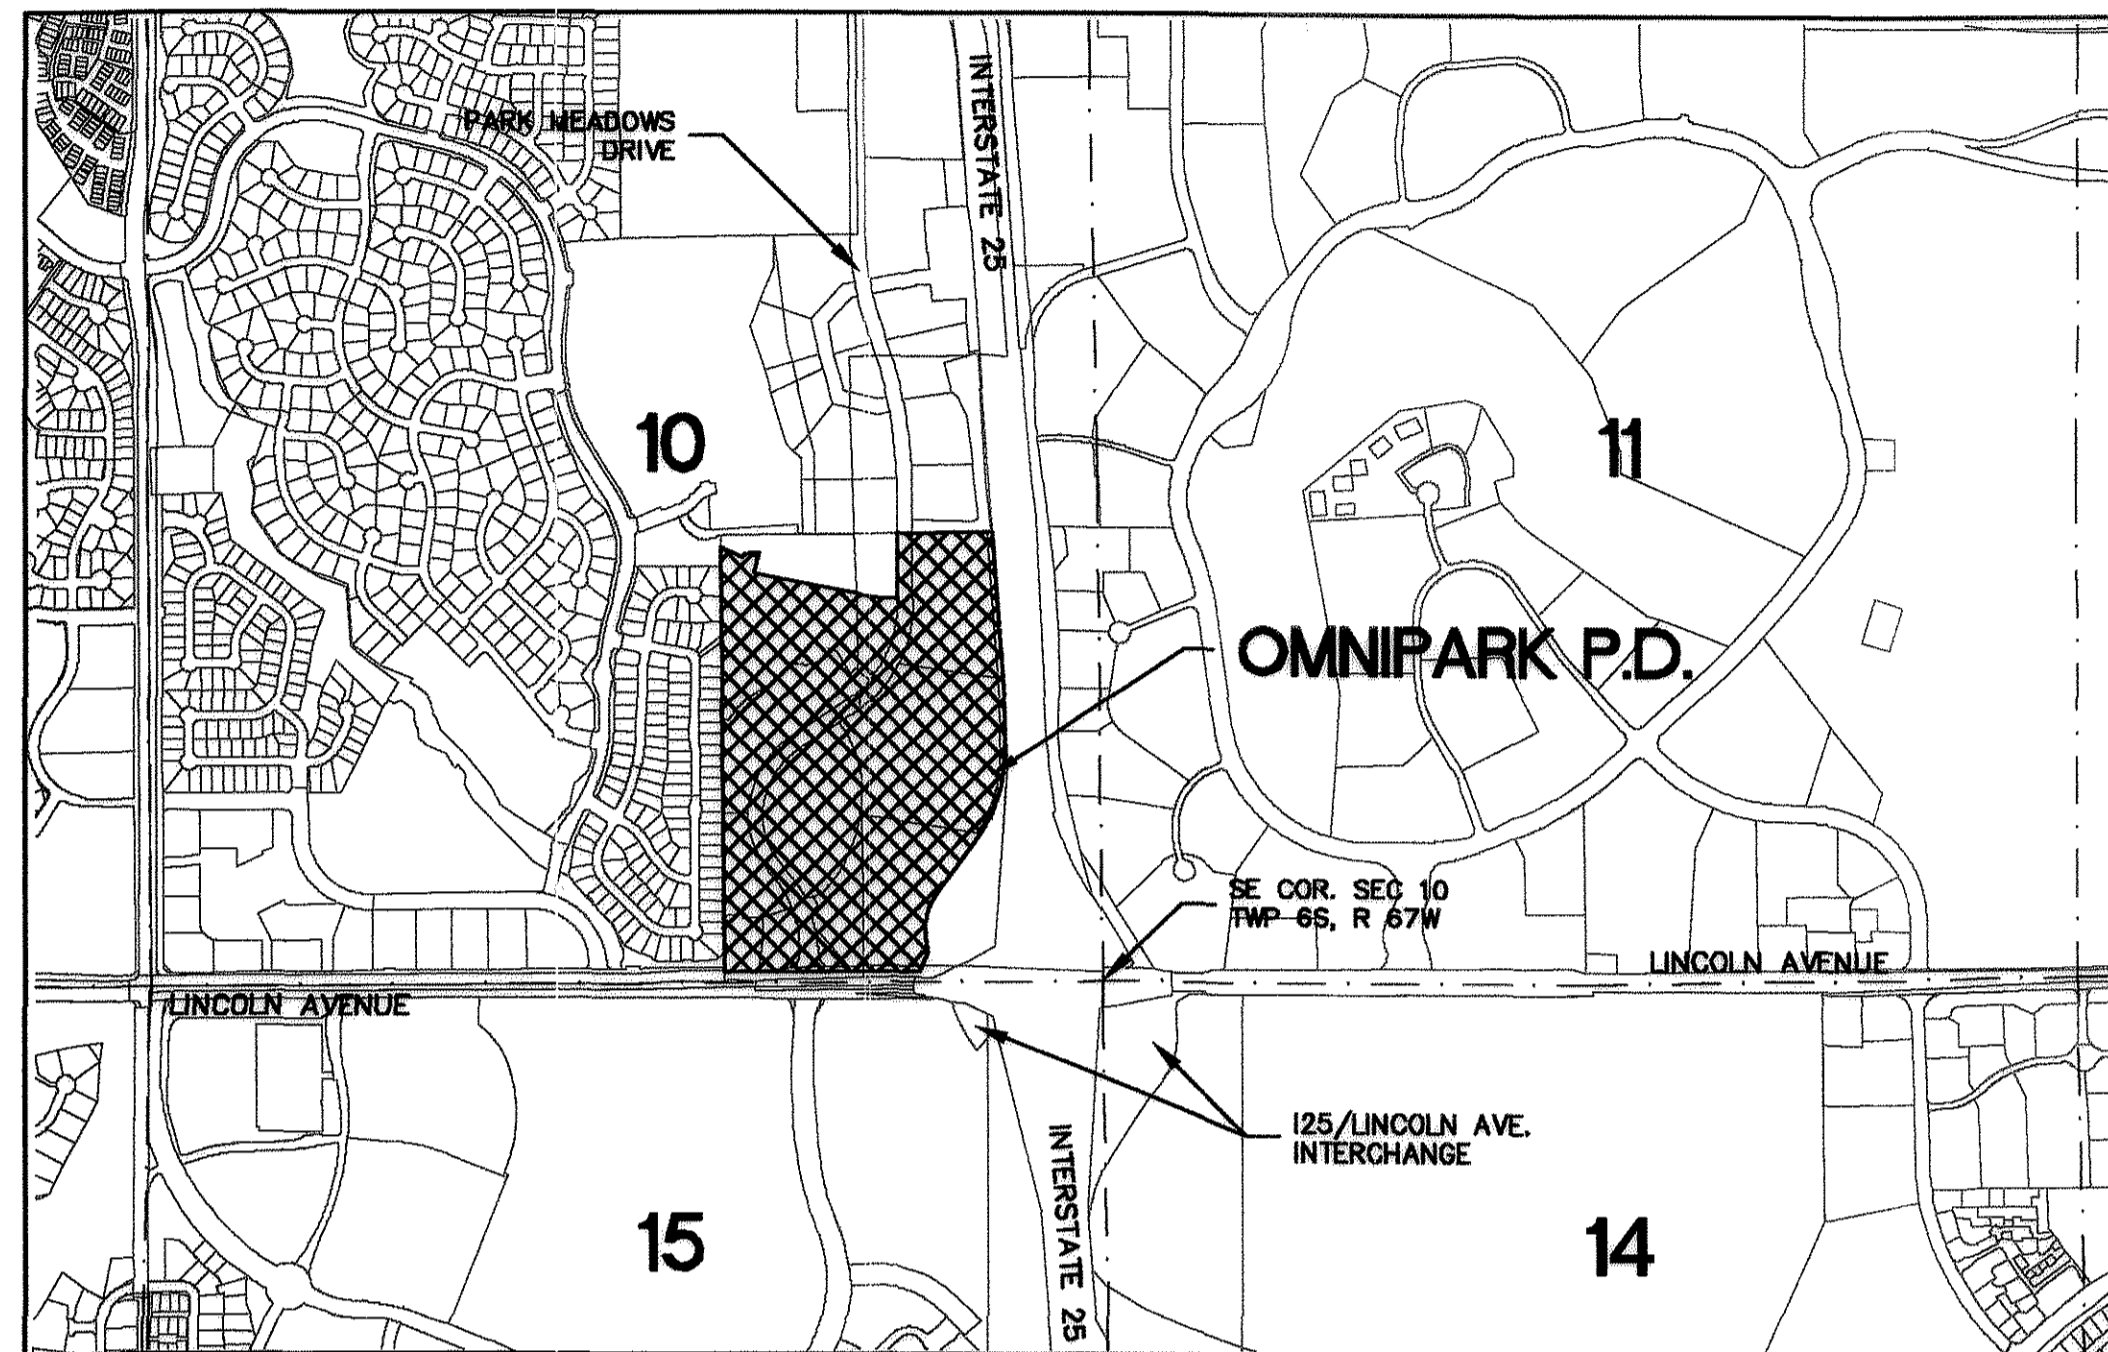 PARK MEADOWS
DRIVE
INTERSTATE 25
10
11
OMNIPARK P.D.
SE COR. SEC 10
TWP 6S, R 67W
LINCOLN AVENUE
LINCOLN AVENUE
I25/LINCOLN AVE.
INTERCHANGE
INTERSTATE 25
15
14